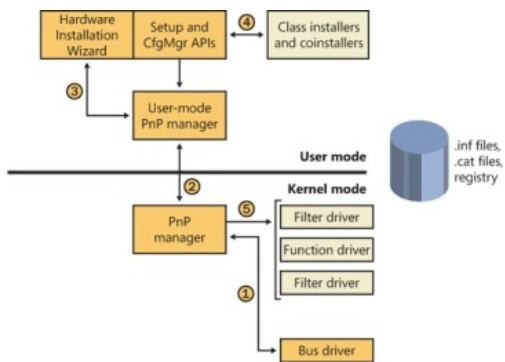 Hardware
Installation
Wizard
Setup and
CfgMgr APIs
④
Class installers
and coinstallers
③
User-mode
PnP manager
User mode
.inf files,
.cat files,
registry
②
Kernel mode
PnP
manager
⑤
Filter driver
Function driver
Filter driver
①
Bus driver